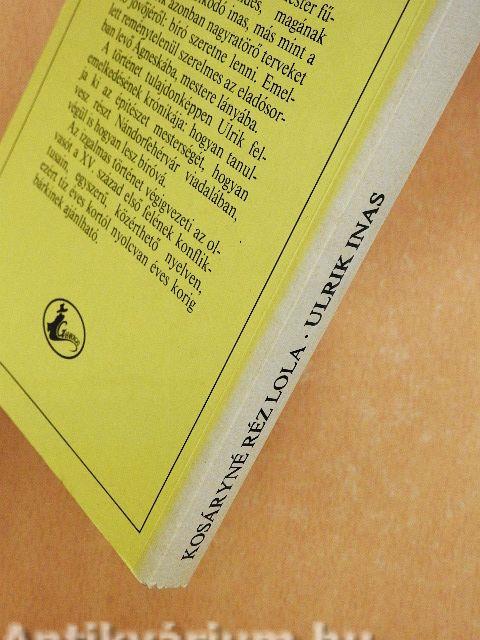 magának
kodó inas, más mint a
azonban nagyratörő terveket
jövőjéről: bíró szeretne lenni. Emel-
lett reménytelenül szerelmes az eladósor-
ban levő Ágneskába, mestere lányába.
A történet tulajdonképpen Ulrik fel-
emelkedésének krónikája: hogyan tanul-
ja ki az építészet mesterségét, hogyan
vesz részt Nándorfehérvár viadalában,
végül is hogyan lesz bíróvá.
Az izgalmas történet végigvezeti az ol-
vasót a XV. század első felének konflik-
tusain, egyszerű, közérthető nyelven,
ezért tíz éves kortól nyolcvan éves korig
bárkinek ajánlható.
KOSÁRYNÉ RÉZ LOLA · ULRIK INAS
Antikvárium.hu